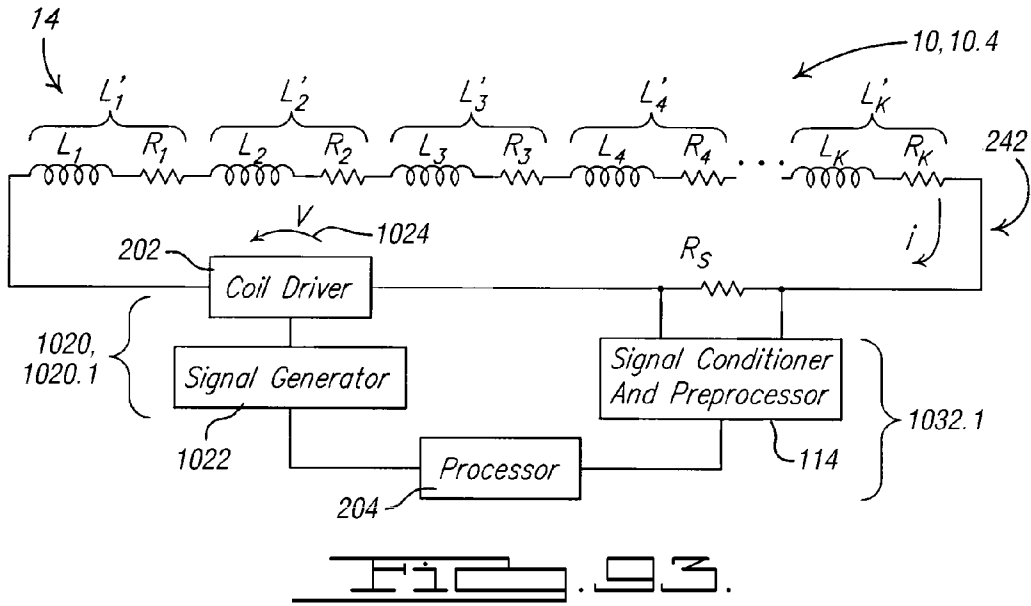 14
10, 10.4
L'1 L'2 L'3 L'4 L'K
L1 R1 L2 R2 L3 R3 L4 R4 ... LK RK
242
V
1024
i
202
RS
Coil Driver
1020,
1020.1
Signal Generator
1022
Signal Conditioner
And Preprocessor
1032.1
114
Processor
204
Fig. 93.